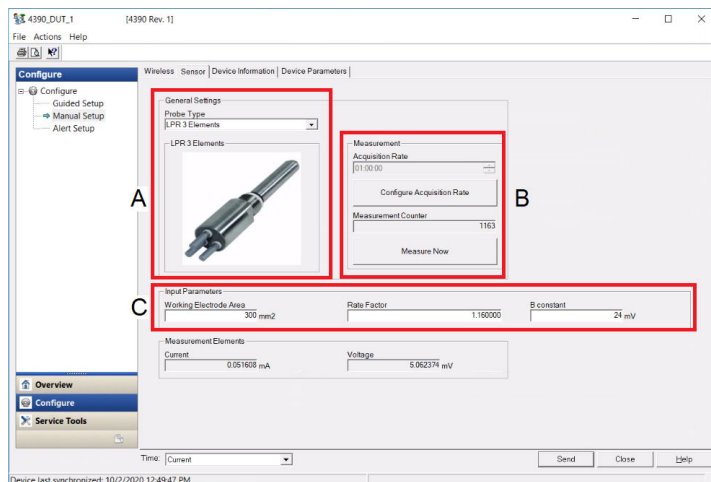 4390_DUT_1 [4390 Rev. 1]
File Actions Help
Configure
Configure
Guided Setup
Manual Setup
Alert Setup
Overview
Configure
Service Tools
Wireless Sensor Device Information Device Parameters
General Settings
Probe Type
LPR 3 Elements
LPR 3 Elements
A
Measurement
Acquisition Rate
01:00:00
Configure Acquisition Rate
Measurement Counter
1163
Measure Now
B
C
Input Parameters
Working Electrode Area Rate Factor B constant
300 mm2 1.160000 24 mV
Measurement Elements
Current Voltage
0.051608 mA 5.062374 mV
Time: Current Send Close Help
Device last synchronized: 10/2/2020 12:49:47 PM